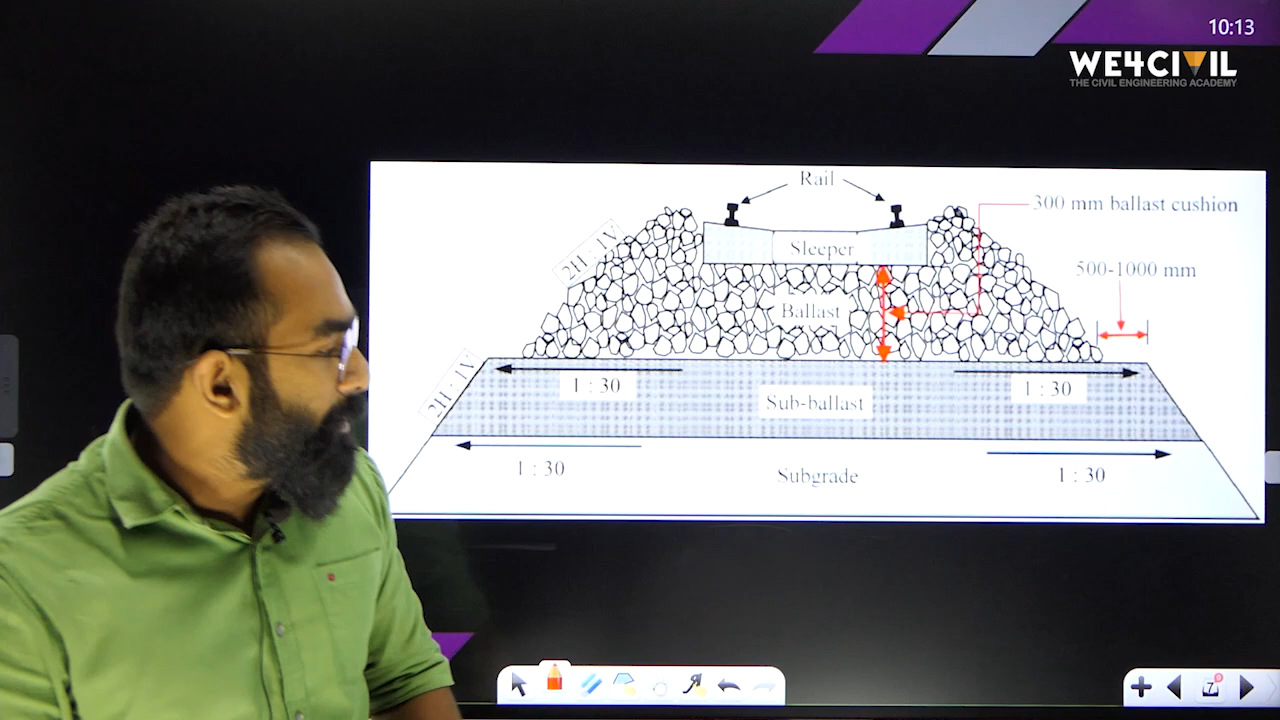 10:13
WE4CIVIL
THE CIVIL ENGINEERING ACADEMY
Rail
300 mm ballast cushion
2H : 1V
Sleeper
500-1000 mm
Ballast
2H : 1V
1 : 30
1 : 30
Sub-ballast
1 : 30
1 : 30
Subgrade